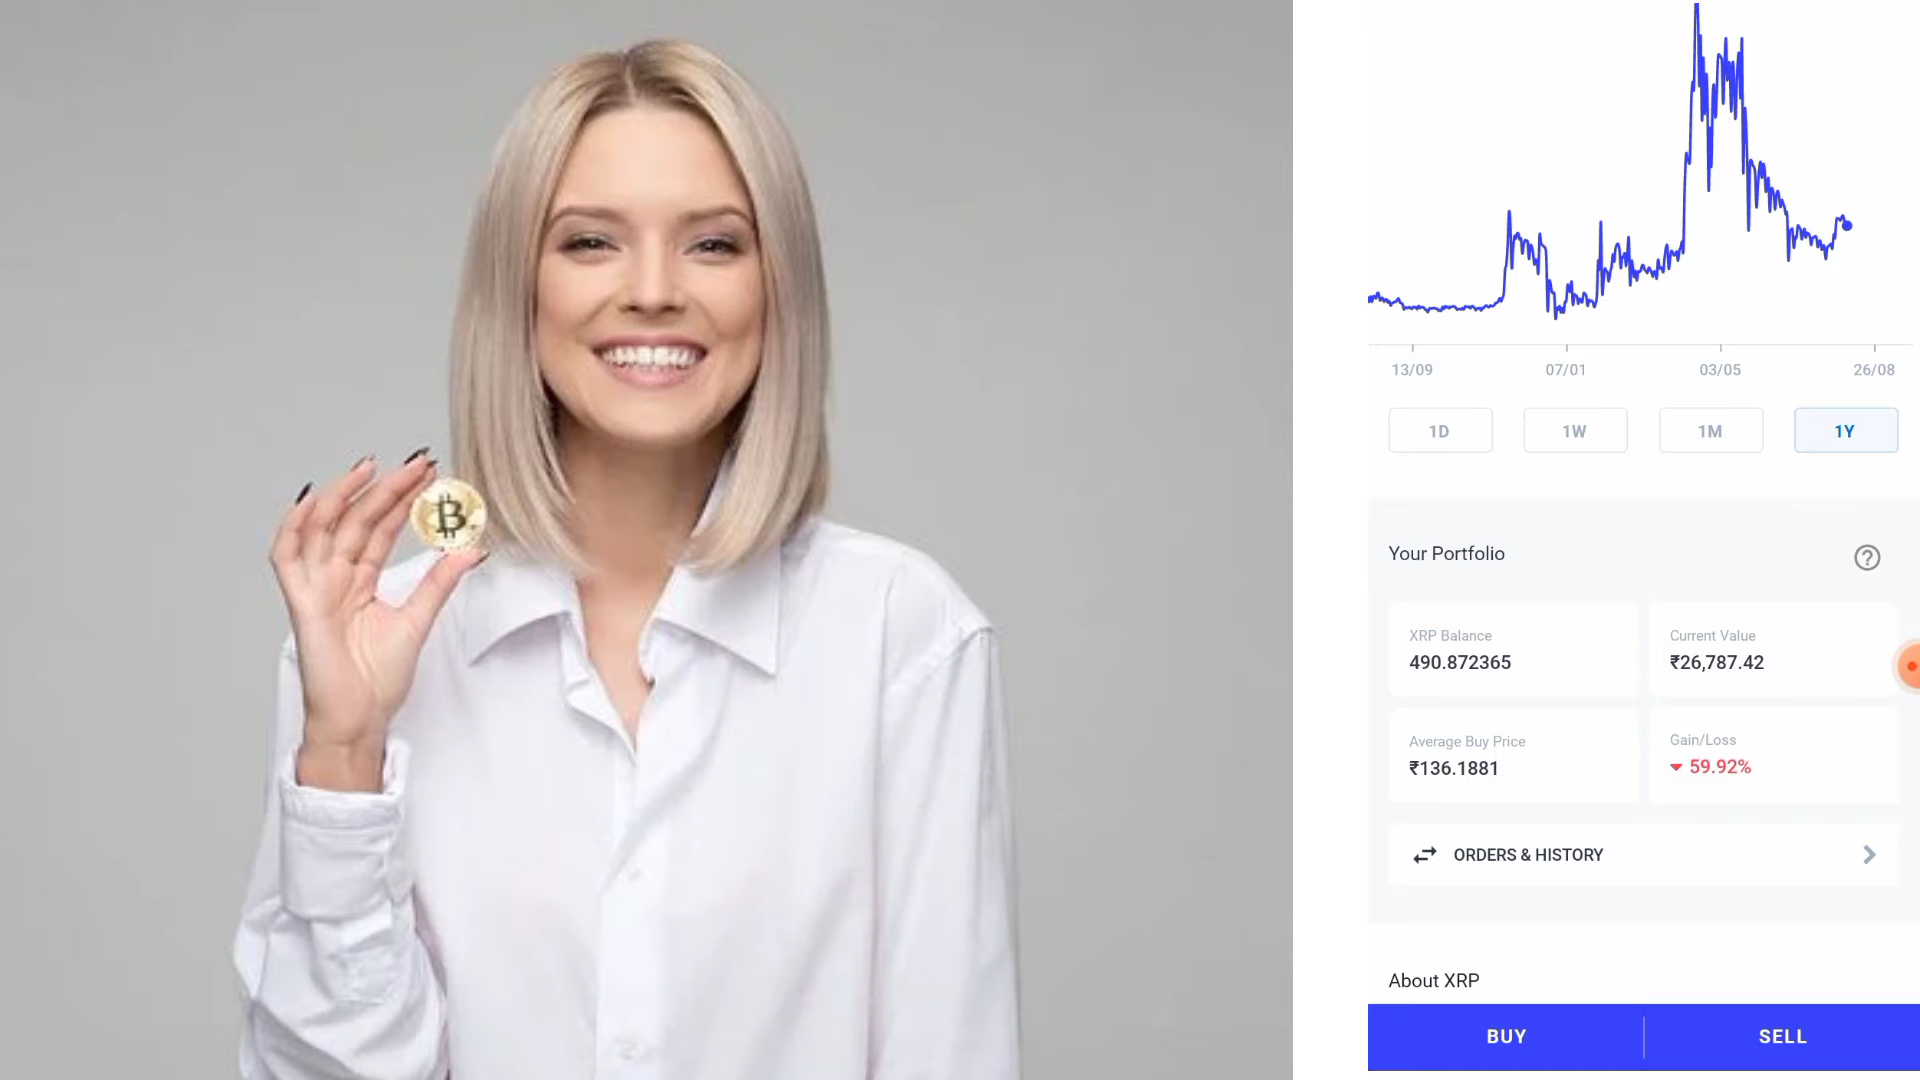 ₿
13/09 07/01 03/05 26/08
1D 1W 1M 1Y
Your Portfolio
XRP Balance Current Value
490.872365 ₹26,787.42
Average Buy Price Gain/Loss
₹136.1881 59.92%
ORDERS & HISTORY
About XRP
BUY SELL